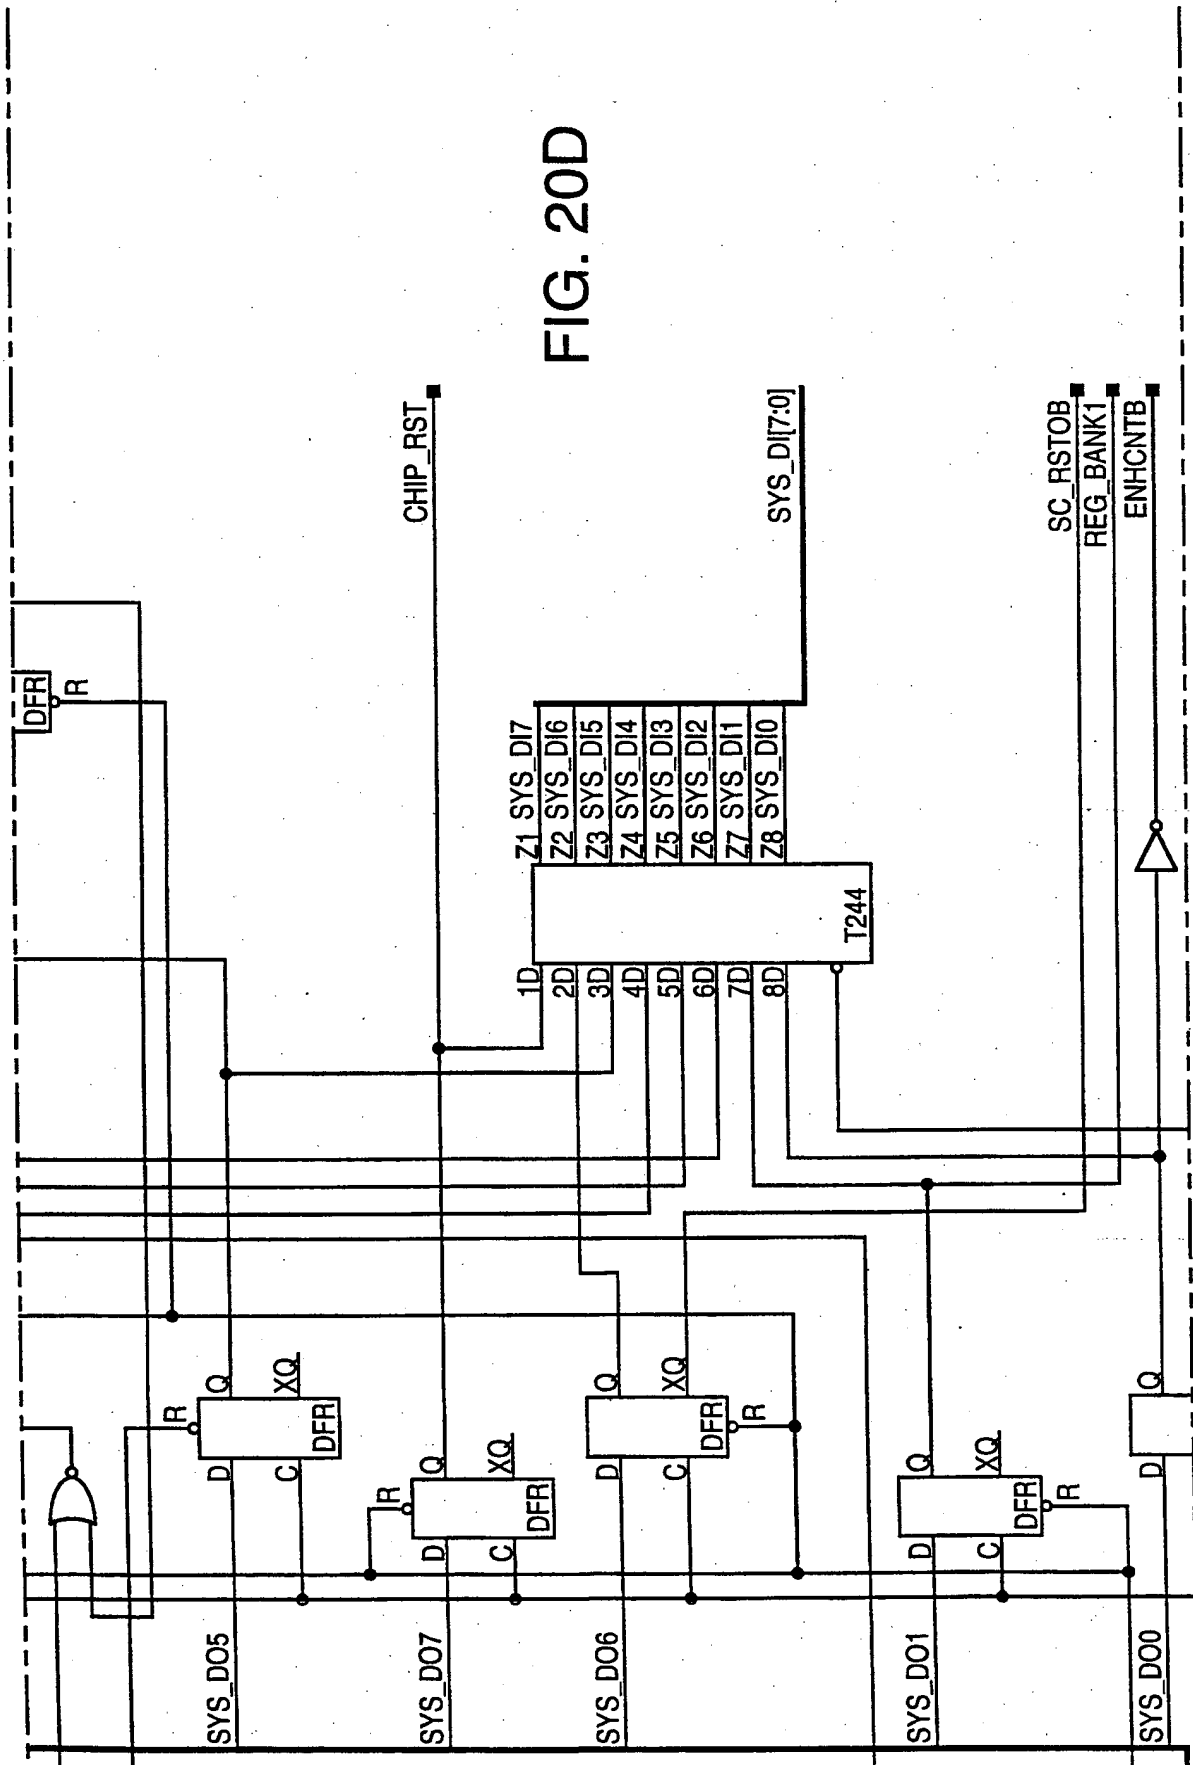 FIG. 20D
DFR
R
R
Q
XQ
D
C
DFR
SYS_DO5
CHIP_RST
R
Q
XQ
D
C
DFR
SYS_DO7
1D
2D
3D
4D
5D
6D
7D
8D
Z1 SYS_DI7
Z2 SYS_DI6
Z3 SYS_DI5
Z4 SYS_DI4
Z5 SYS_DI3
Z6 SYS_DI2
Z7 SYS_DI1
Z8 SYS_DI0
T244
SYS_DI[7:0]
Q
XQ
D
C
DFR
R
SYS_DO6
SC_RSTOB
REG_BANK1
ENHCNTB
Q
XQ
D
C
DFR
R
SYS_DO1
Q
D
SYS_DO0